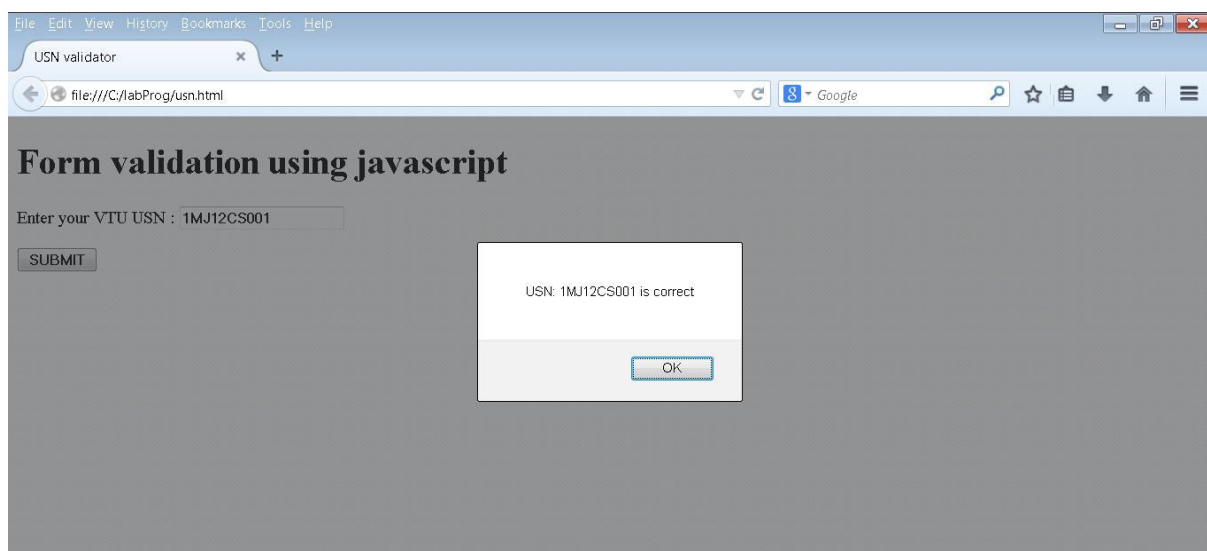 File Edit View History Bookmarks Tools Help
USN validator
file:///C:/labProg/usn.html
8 Google
Form validation using javascript
Enter your VTU USN : 1MJ12CS001
SUBMIT
USN: 1MJ12CS001 is correct
OK